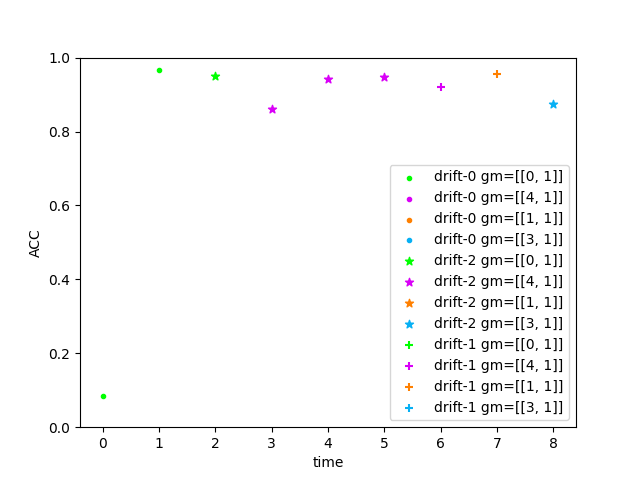 1.0
0.8
0.6
0.4
0.2
0.0
ACC
0 1 2 3 4 5 6 7 8
time
drift-0 gm=[[0, 1]]
drift-0 gm=[[4, 1]]
drift-0 gm=[[1, 1]]
drift-0 gm=[[3, 1]]
drift-2 gm=[[0, 1]]
drift-2 gm=[[4, 1]]
drift-2 gm=[[1, 1]]
drift-2 gm=[[3, 1]]
drift-1 gm=[[0, 1]]
drift-1 gm=[[4, 1]]
drift-1 gm=[[1, 1]]
drift-1 gm=[[3, 1]]